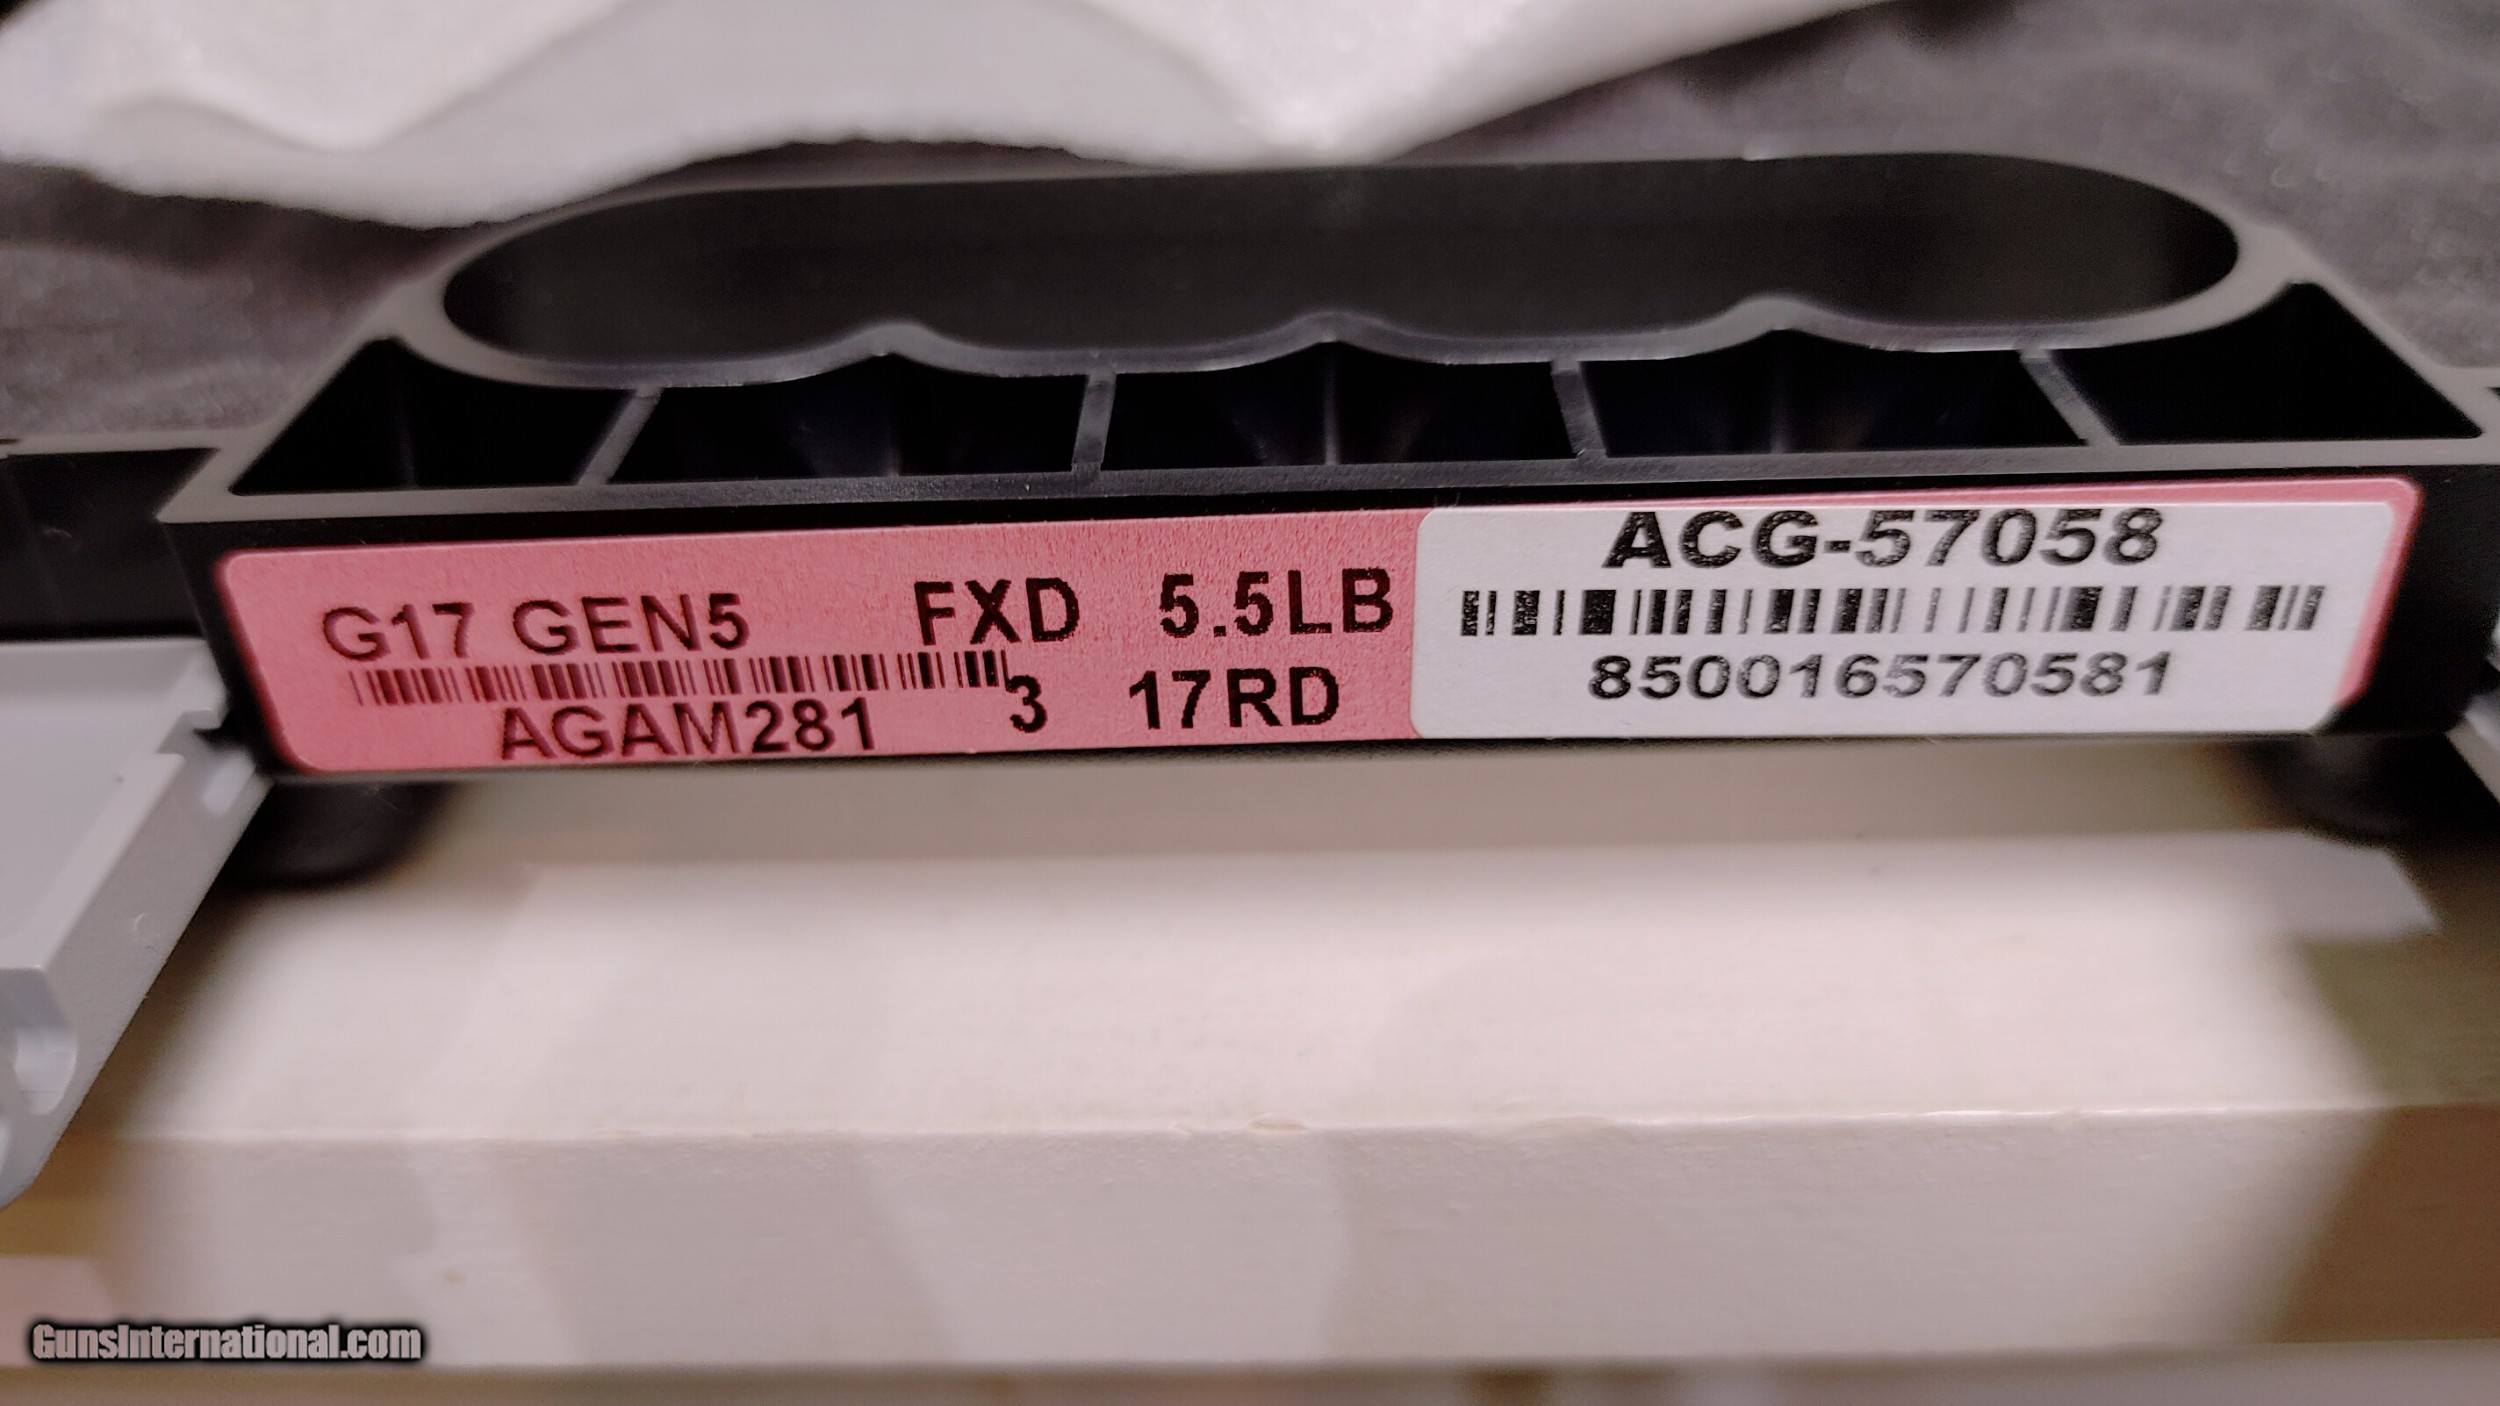 G17 GEN5 FXD 5.5LB
AGAM281 3 17RD
ACG-57058
850016570581
GunsInternational.com